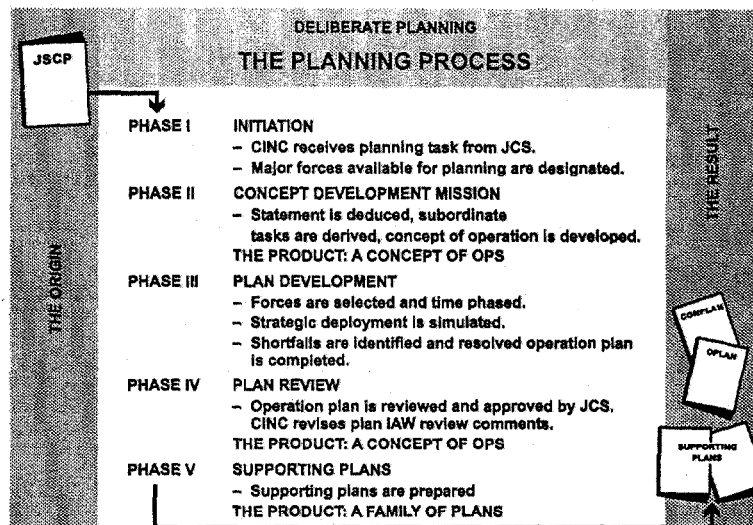 DELIBERATE PLANNING
THE PLANNING PROCESS
JSCP
THE ORIGIN
PHASE I INITIATION
– CINC receives planning task from JCS.
– Major forces available for planning are designated.
PHASE II CONCEPT DEVELOPMENT MISSION
– Statement is deduced, subordinate
tasks are derived, concept of operation is developed.
THE PRODUCT: A CONCEPT OF OPS
PHASE III PLAN DEVELOPMENT
– Forces are selected and time phased.
– Strategic deployment is simulated.
– Shortfalls are identified and resolved operation plan
is completed.
PHASE IV PLAN REVIEW
– Operation plan is reviewed and approved by JCS.
CINC revises plan IAW review comments.
THE PRODUCT: A CONCEPT OF OPS
PHASE V SUPPORTING PLANS
– Supporting plans are prepared
THE PRODUCT: A FAMILY OF PLANS
THE RESULT
CONPLAN
OPLAN
SUPPORTING
PLANS